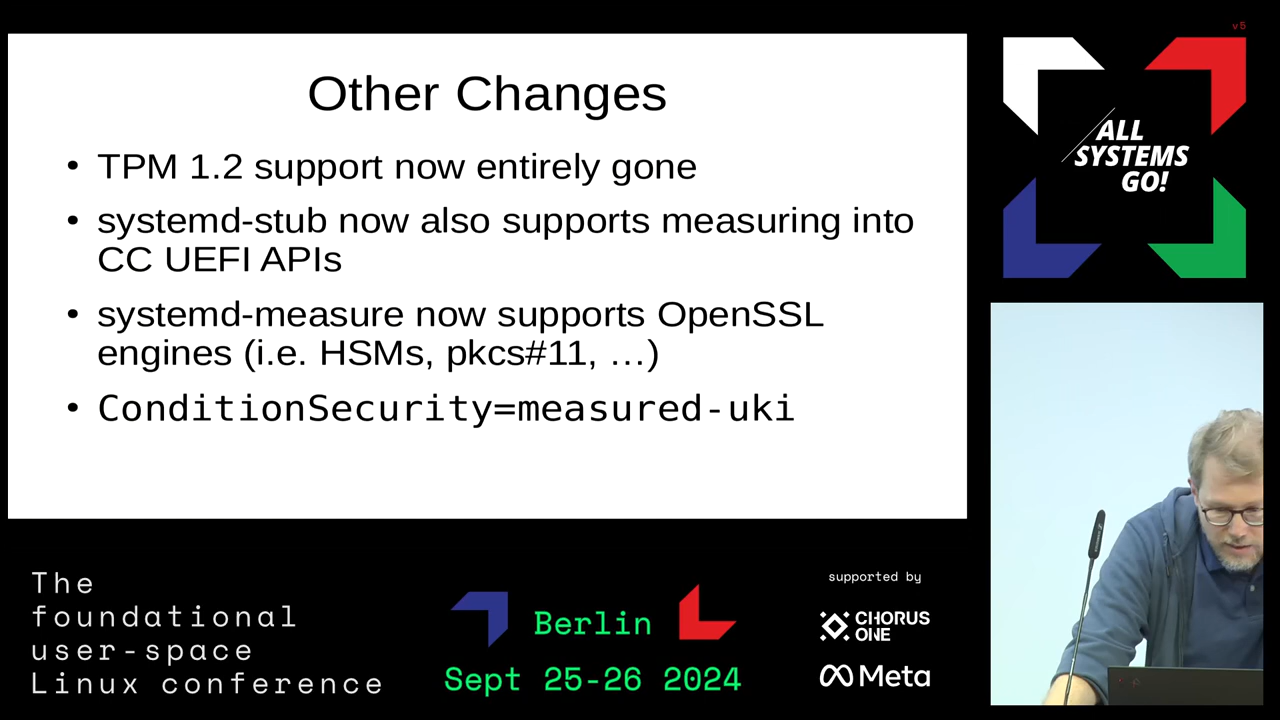 Other Changes
• TPM 1.2 support now entirely gone
• systemd-stub now also supports measuring into
CC UEFI APIs
• systemd-measure now supports OpenSSL
engines (i.e. HSMs, pkcs#11, …)
• ConditionSecurity=measured-uki
v5
ALL
SYSTEMS
GO!
The
foundational
user-space
Linux conference
Berlin
Sept 25-26 2024
supported by
CHORUS
ONE
Meta